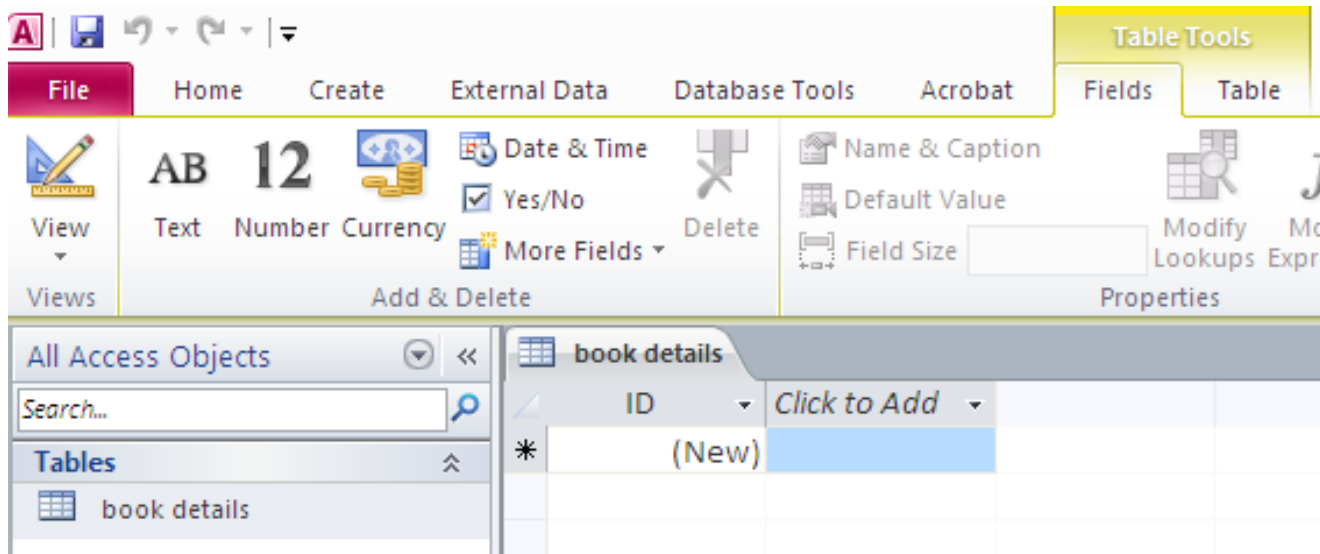 A
Table Tools
File Home Create External Data Database Tools Acrobat Fields Table
AB 12 Date & Time Name & Caption
Yes/No Default Value
View Text Number Currency Delete Modify
More Fields Field Size Lookups
Views Add & Delete Properties
All Access Objects « book details
Search... ID Click to Add
* (New)
Tables
book details